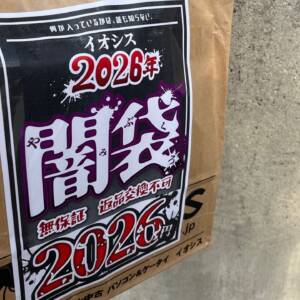 何が入っているかは、誰も知らない。
イオシス
2026年
やみぶくろ
闇袋
無保証 返品交換不可
2026円
S
.jp
中古 パソコン&ケータイ イオシス